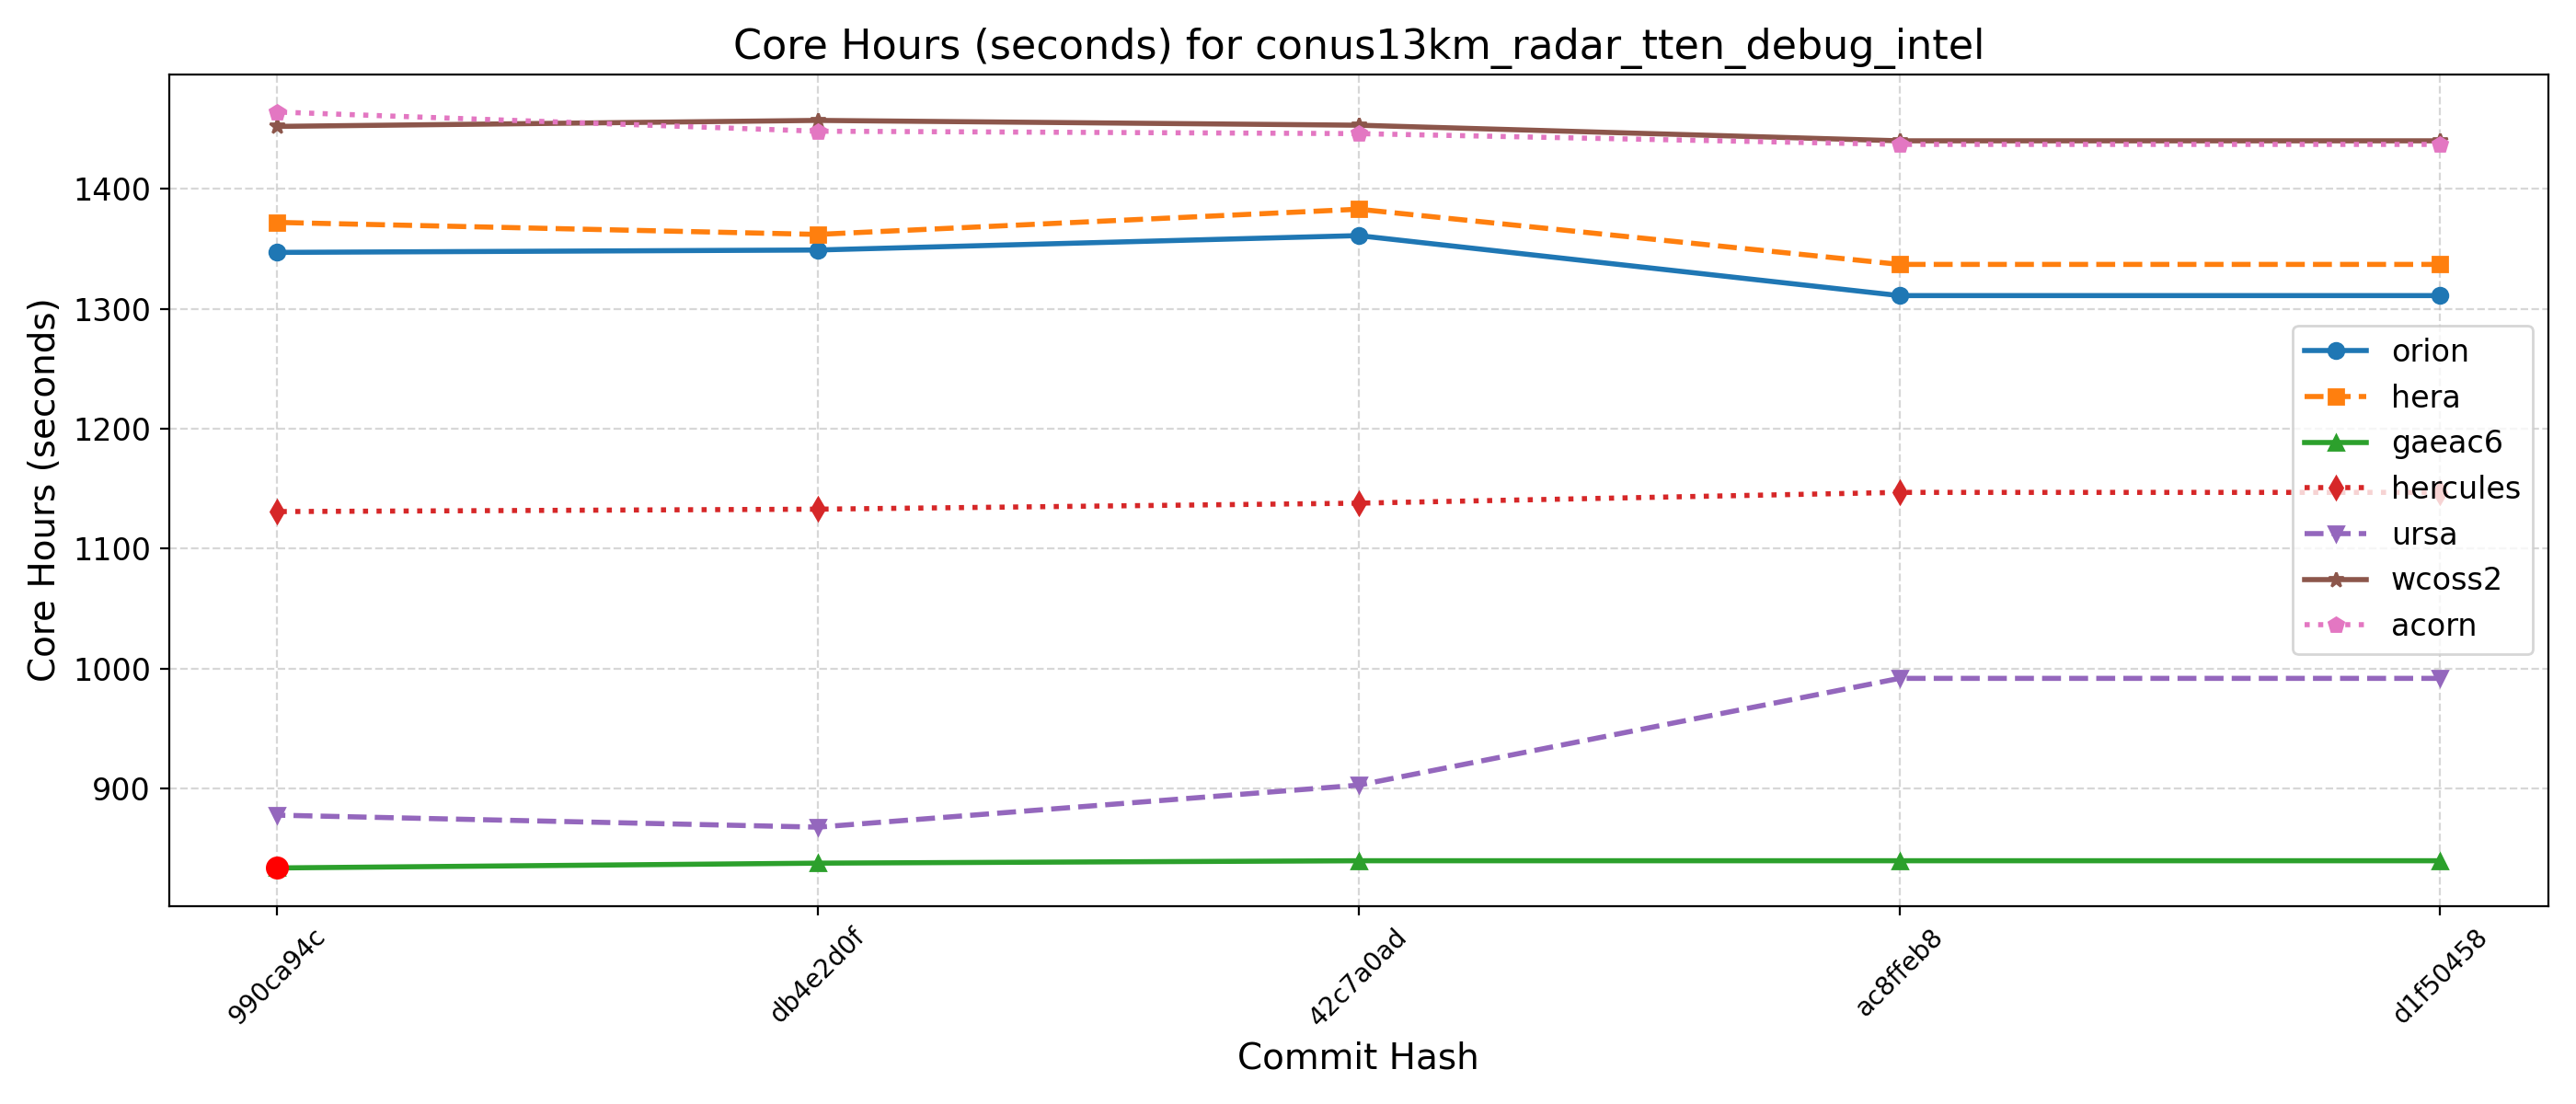 Core Hours (seconds) for conus13km_radar_tten_debug_intel
Core Hours (seconds)
1400
1300
1200
1100
1000
900
orion
hera
gaeac6
hercules
ursa
wcoss2
acorn
990ca94c
db4e2d0f
42c7a0ad
ac8ffeb8
d1f50458
Commit Hash